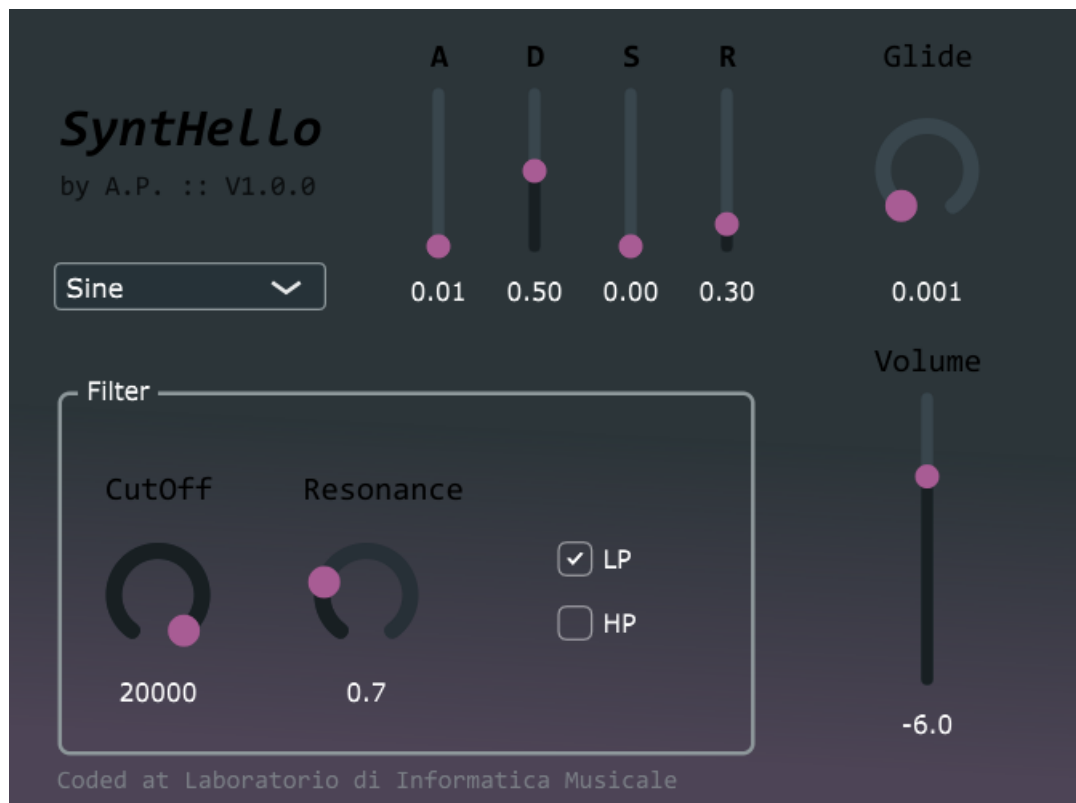 A D S R Glide
SyntHello
by A.P. :: V1.0.0
Sine
0.01 0.50 0.00 0.30 0.001
Volume
Filter
CutOff Resonance
LP
HP
20000 0.7
-6.0
Coded at Laboratorio di Informatica Musicale